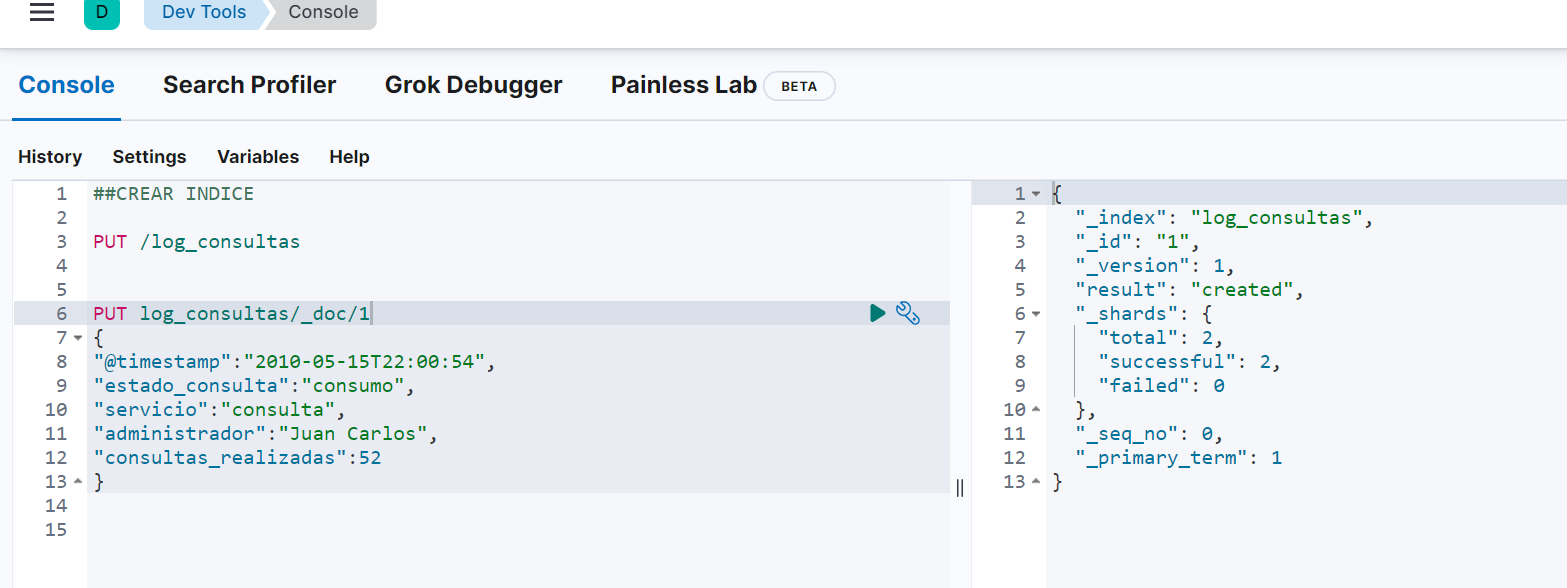 D Dev Tools Console
Console Search Profiler Grok Debugger Painless Lab BETA
History Settings Variables Help
1 ##CREAR INDICE
2
3 PUT /log_consultas
4
5
6 PUT log_consultas/_doc/1
7 {
8 "@timestamp":"2010-05-15T22:00:54",
9 "estado_consulta":"consumo",
10 "servicio":"consulta",
11 "administrador":"Juan Carlos",
12 "consultas_realizadas":52
13 }
14
15
1 {
2 "_index": "log_consultas",
3 "_id": "1",
4 "_version": 1,
5 "result": "created",
6 "_shards": {
7 "total": 2,
8 "successful": 2,
9 "failed": 0
10 },
11 "_seq_no": 0,
12 "_primary_term": 1
13 }